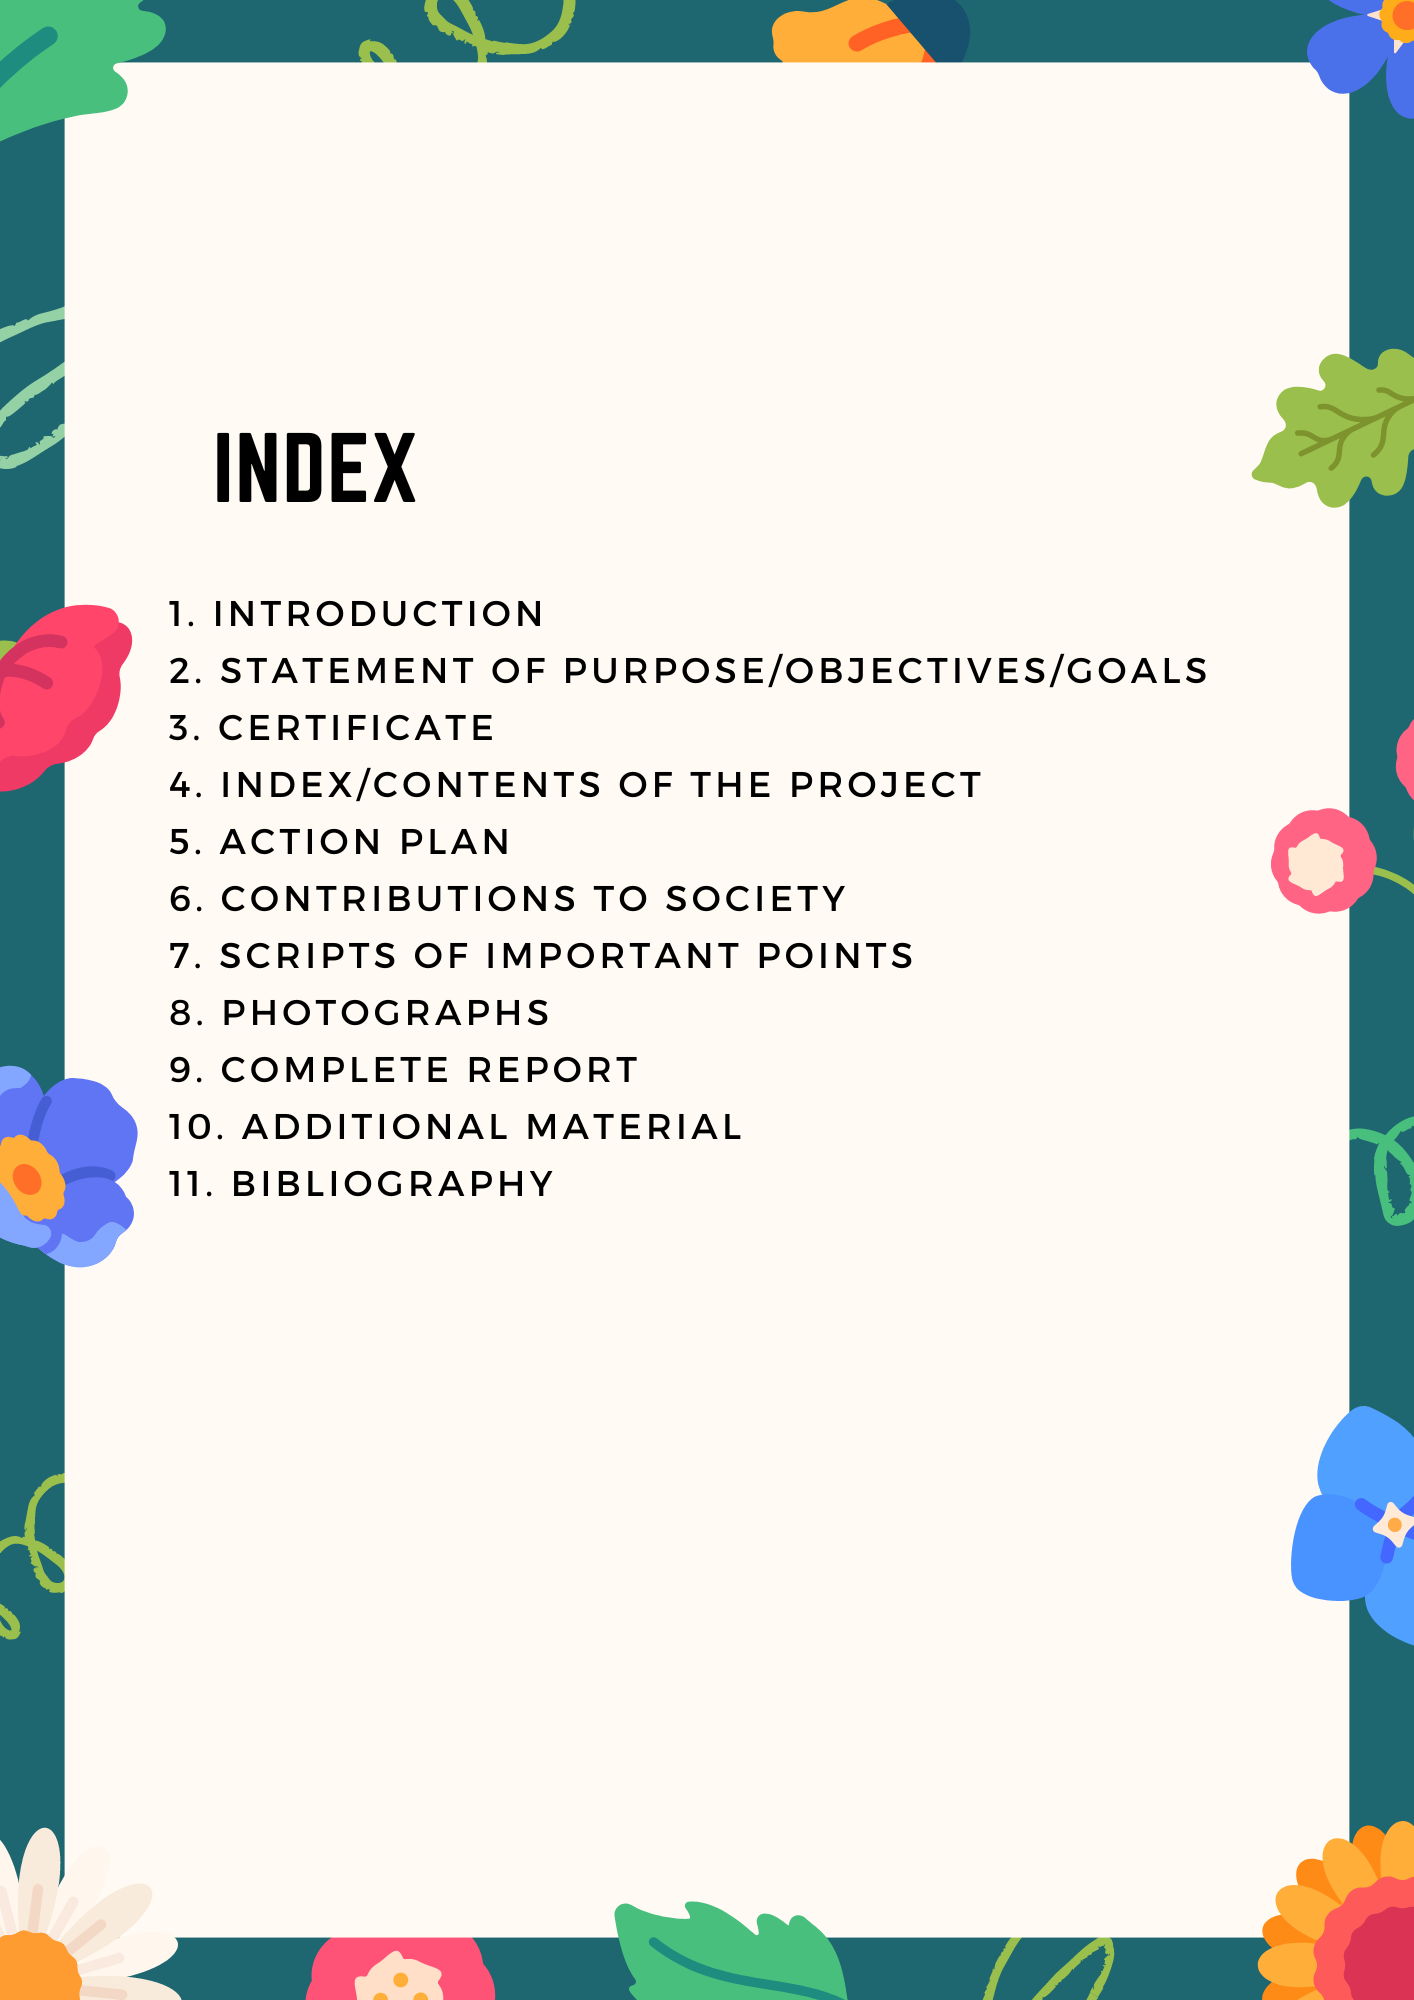 INDEX
1. INTRODUCTION
2. STATEMENT OF PURPOSE/OBJECTIVES/GOALS
3. CERTIFICATE
4. INDEX/CONTENTS OF THE PROJECT
5. ACTION PLAN
6. CONTRIBUTIONS TO SOCIETY
7. SCRIPTS OF IMPORTANT POINTS
8. PHOTOGRAPHS
9. COMPLETE REPORT
10. ADDITIONAL MATERIAL
11. BIBLIOGRAPHY